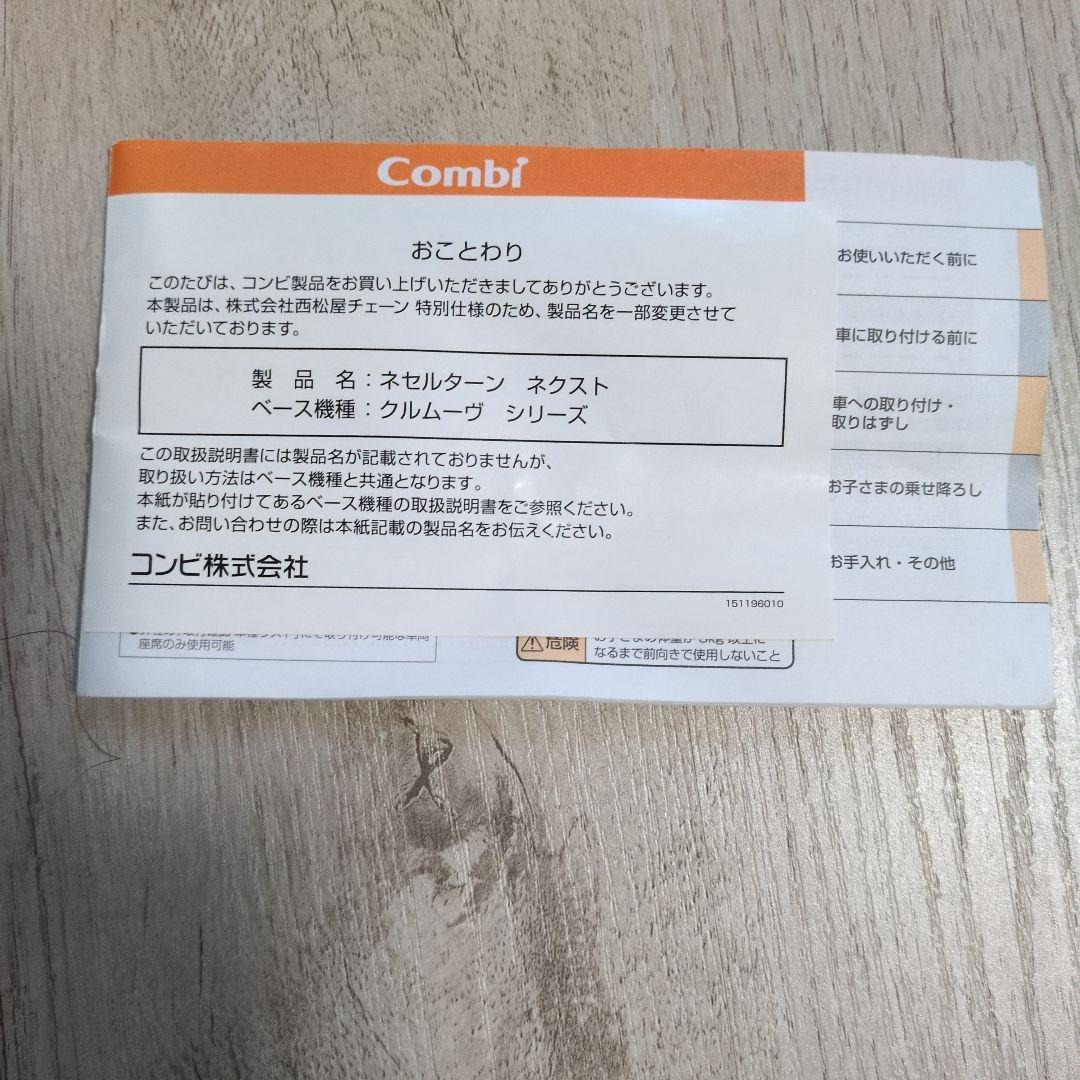 Combi
おことわり
このたびは、コンビ製品をお買い上げいただきましてありがとうございます。
本製品は、株式会社西松屋チェーン 特別仕様のため、製品名を一部変更させて
いただいております。
製 品 名：ネセルターン ネクスト
ベース機種：クルムーヴ シリーズ
この取扱説明書には製品名が記載されておりませんが、
取り扱い方法はベース機種と共通となります。
本紙が貼り付けてあるベース機種の取扱説明書をご参照ください。
また、お問い合わせの際は本紙記載の製品名をお伝えください。
コンビ株式会社
151196010
お使いいただく前に
車に取り付ける前に
車への取り付け・
取りはずし
お子さまの乗せ降ろし
お手入れ・その他
座席のみ使用可能
危険
なるまで前向きで使用しないこと